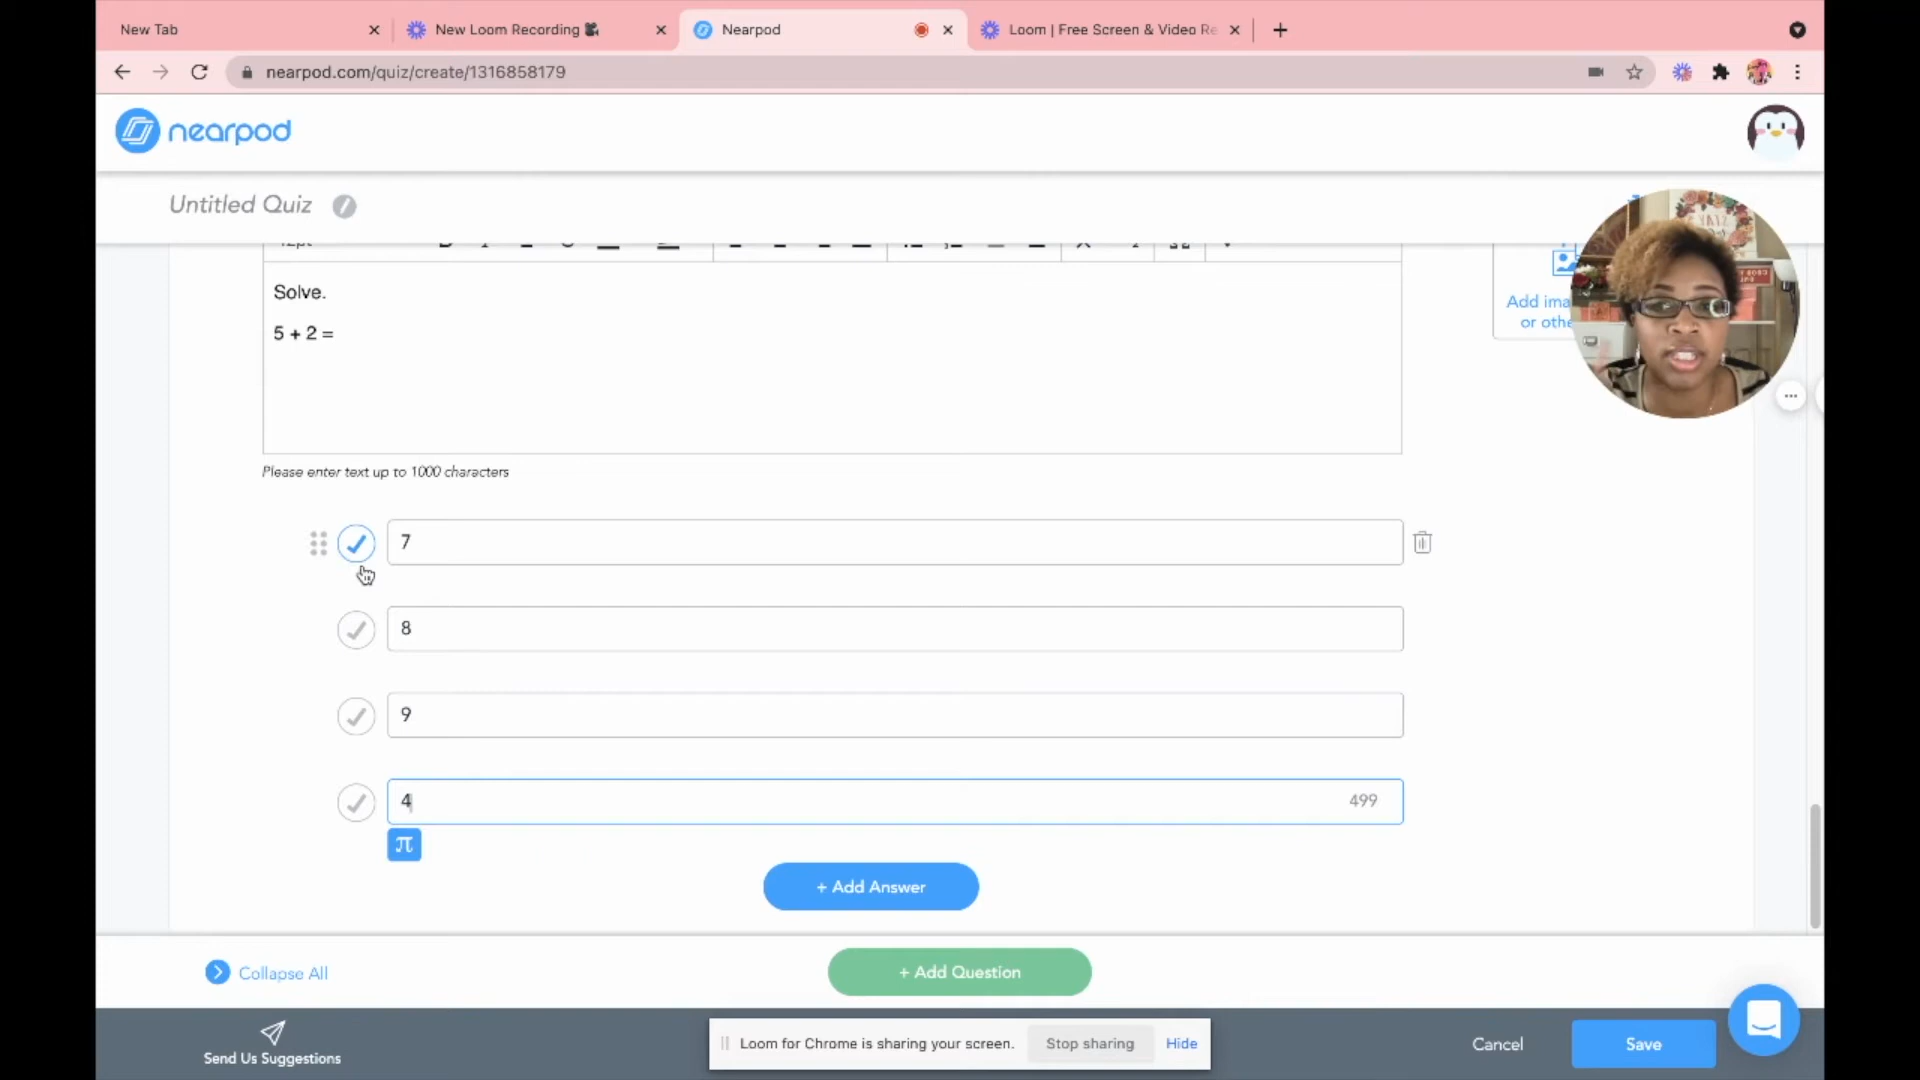 New Tab
New Loom Recording
Nearpod
Loom | Free Screen & Video Re
nearpod.com/quiz/create/1316858179
nearpod
Untitled Quiz
Solve.
5 + 2 =
Add ima
or othe
Please enter text up to 1000 characters
7
8
9
4
499
π
+ Add Answer
Collapse All
+ Add Question
Send Us Suggestions
Loom for Chrome is sharing your screen.
Stop sharing
Hide
Cancel
Save